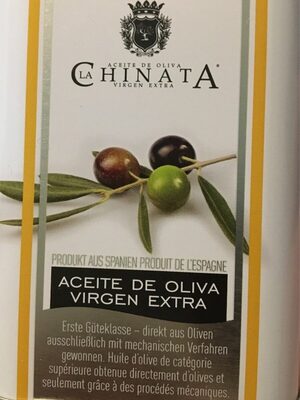 ACEITE DE OLIVA
LA CHINATA®
VIRGEN EXTRA
PRODUKT AUS SPANIEN PRODUIT DE L'ESPAGNE
ACEITE DE OLIVA
VIRGEN EXTRA
Erste Güteklasse – direkt aus Oliven
ausschließlich mit mechanischen Verfahren
gewonnen. Huile d'olive de catégorie
supérieure obtenue directement d'olives et
seulement grâce à des procédés mécaniques.